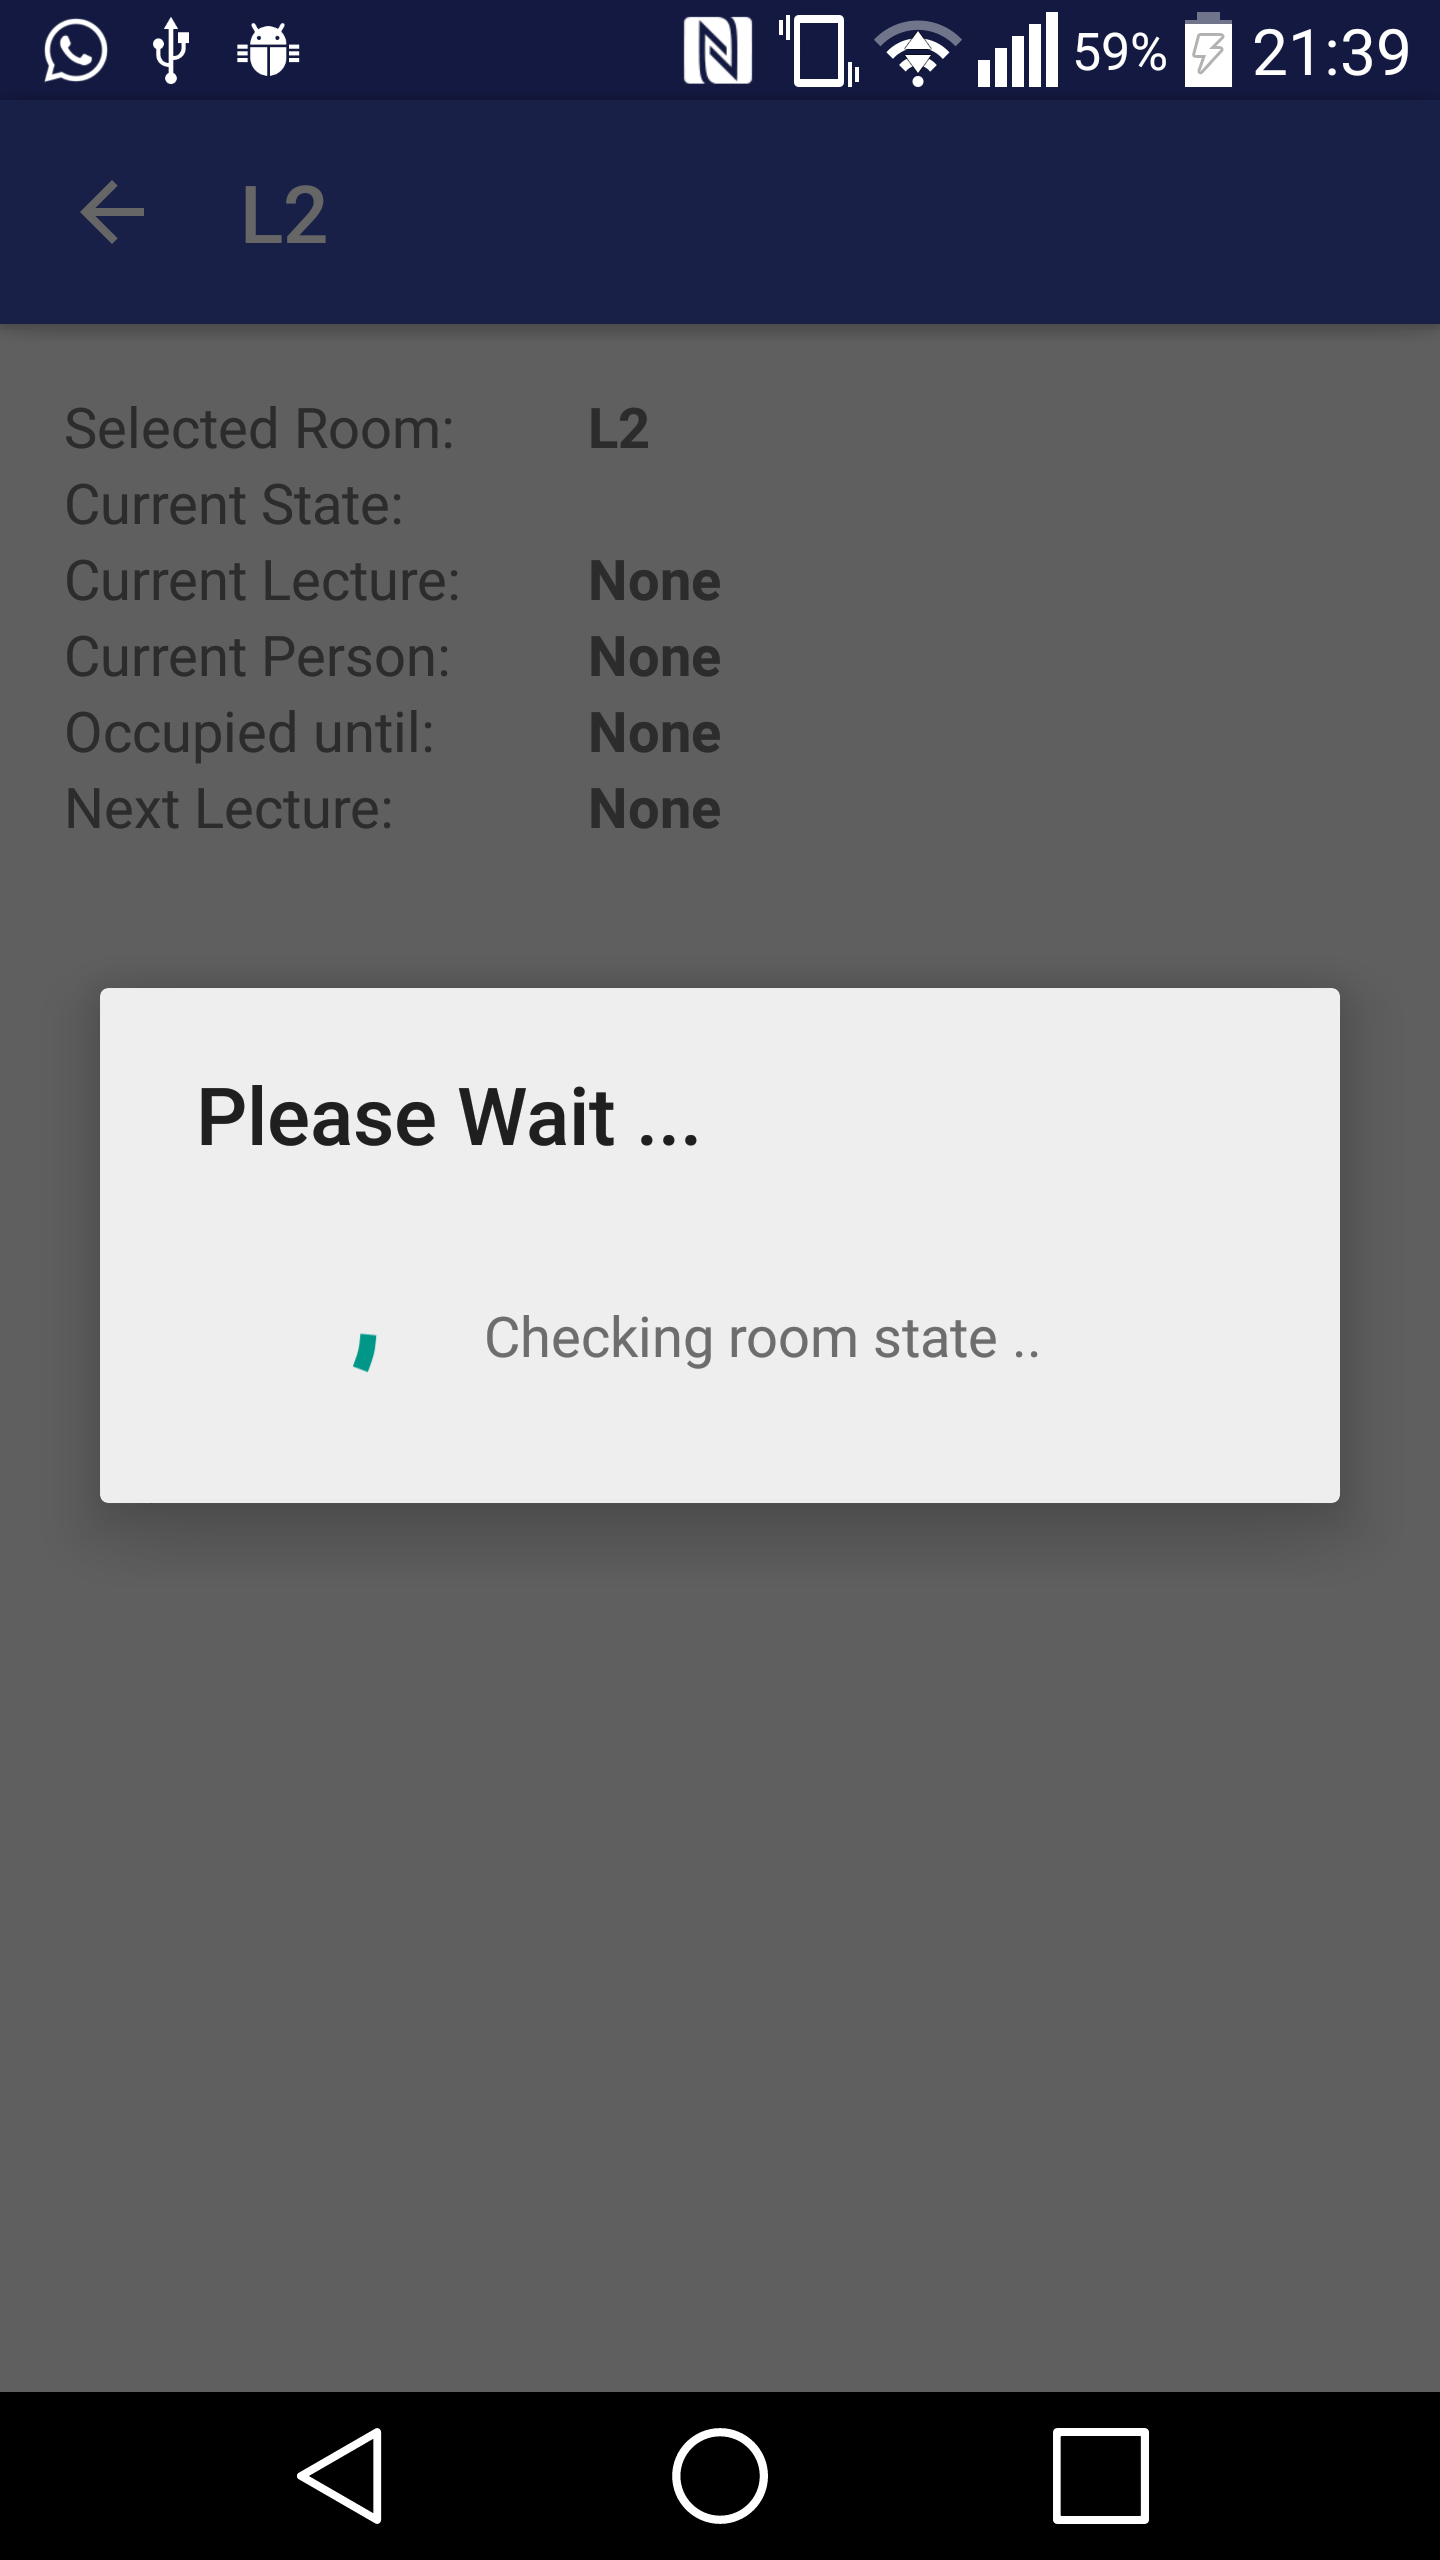 59% 21:39
L2
Selected Room: L2
Current State:
Current Lecture: None
Current Person: None
Occupied until: None
Next Lecture: None
Please Wait ...
Checking room state ..